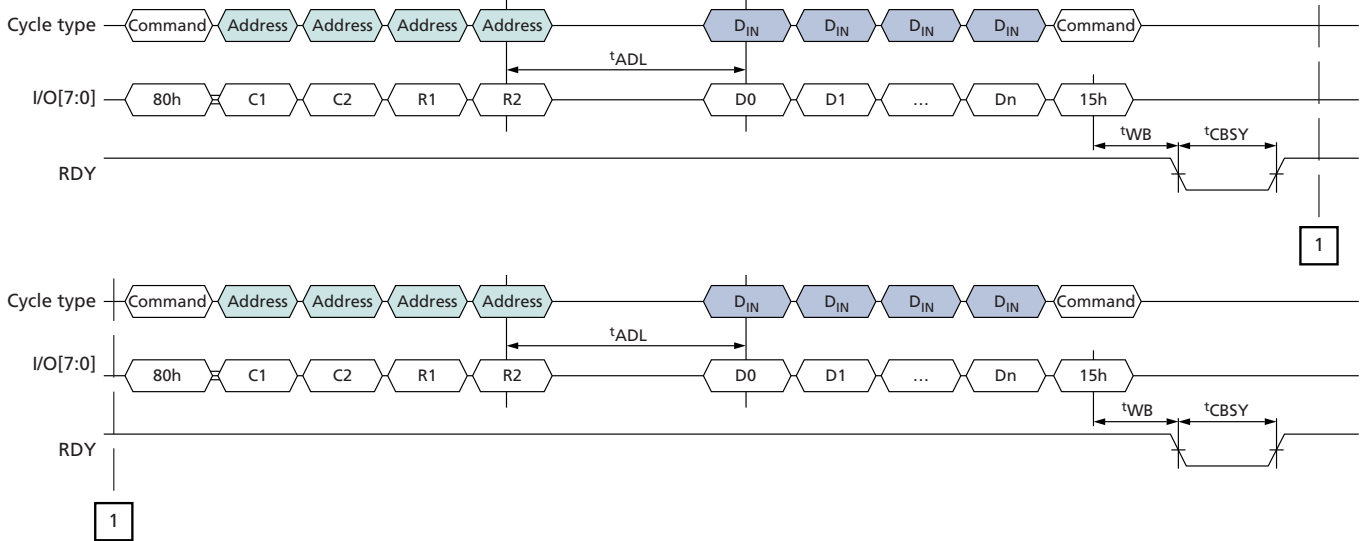 Cycle type Command Address Address Address Address DIN DIN DIN DIN Command
tADL
I/O[7:0] 80h C1 C2 R1 R2 D0 D1 … Dn 15h
tWB tCBSY
RDY
1
Cycle type Command Address Address Address Address DIN DIN DIN DIN Command
tADL
I/O[7:0] 80h C1 C2 R1 R2 D0 D1 … Dn 15h
tWB tCBSY
RDY
1